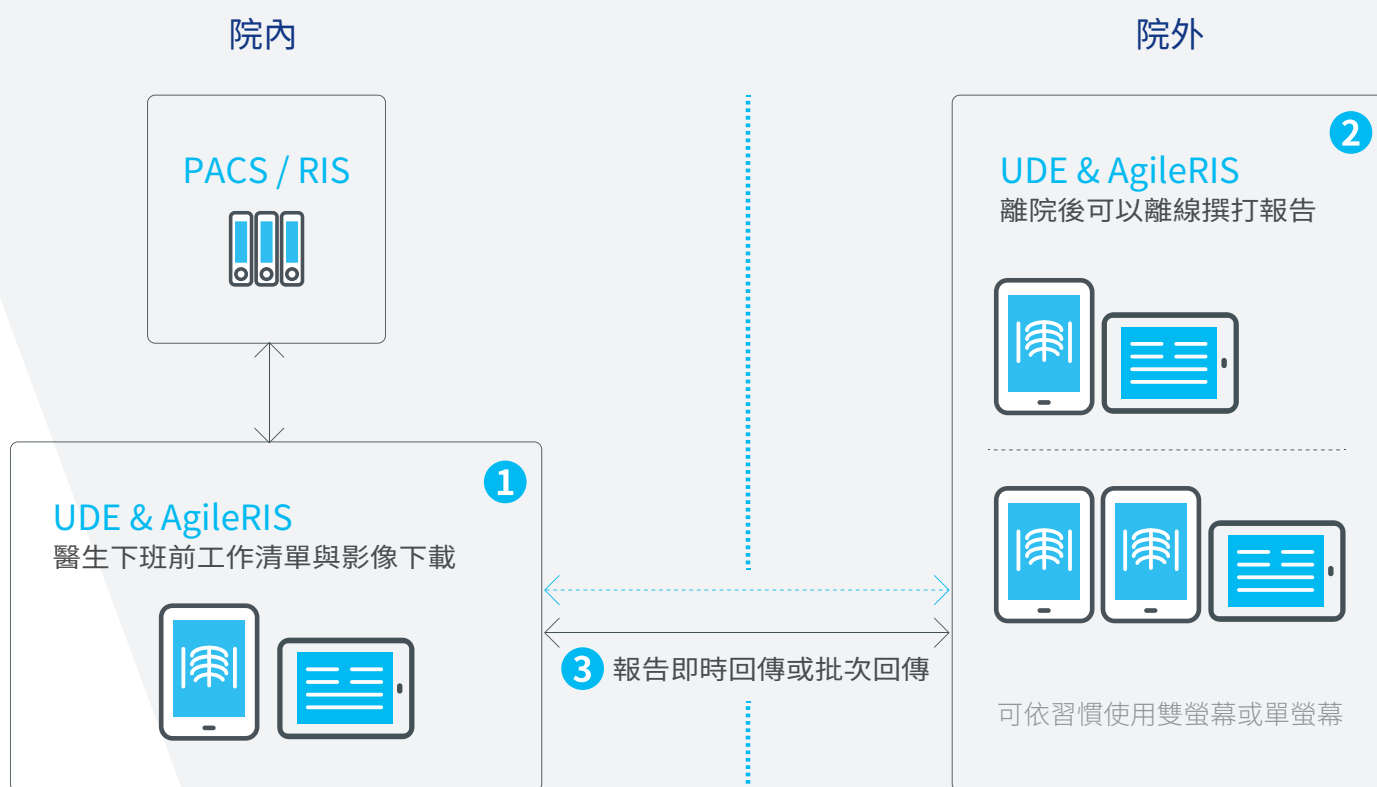 院內
院外
PACS / RIS
1
UDE & AgileRIS
醫生下班前工作清單與影像下載
3 報告即時回傳或批次回傳
2
UDE & AgileRIS
離院後可以離線撰打報告
可依習慣使用雙螢幕或單螢幕